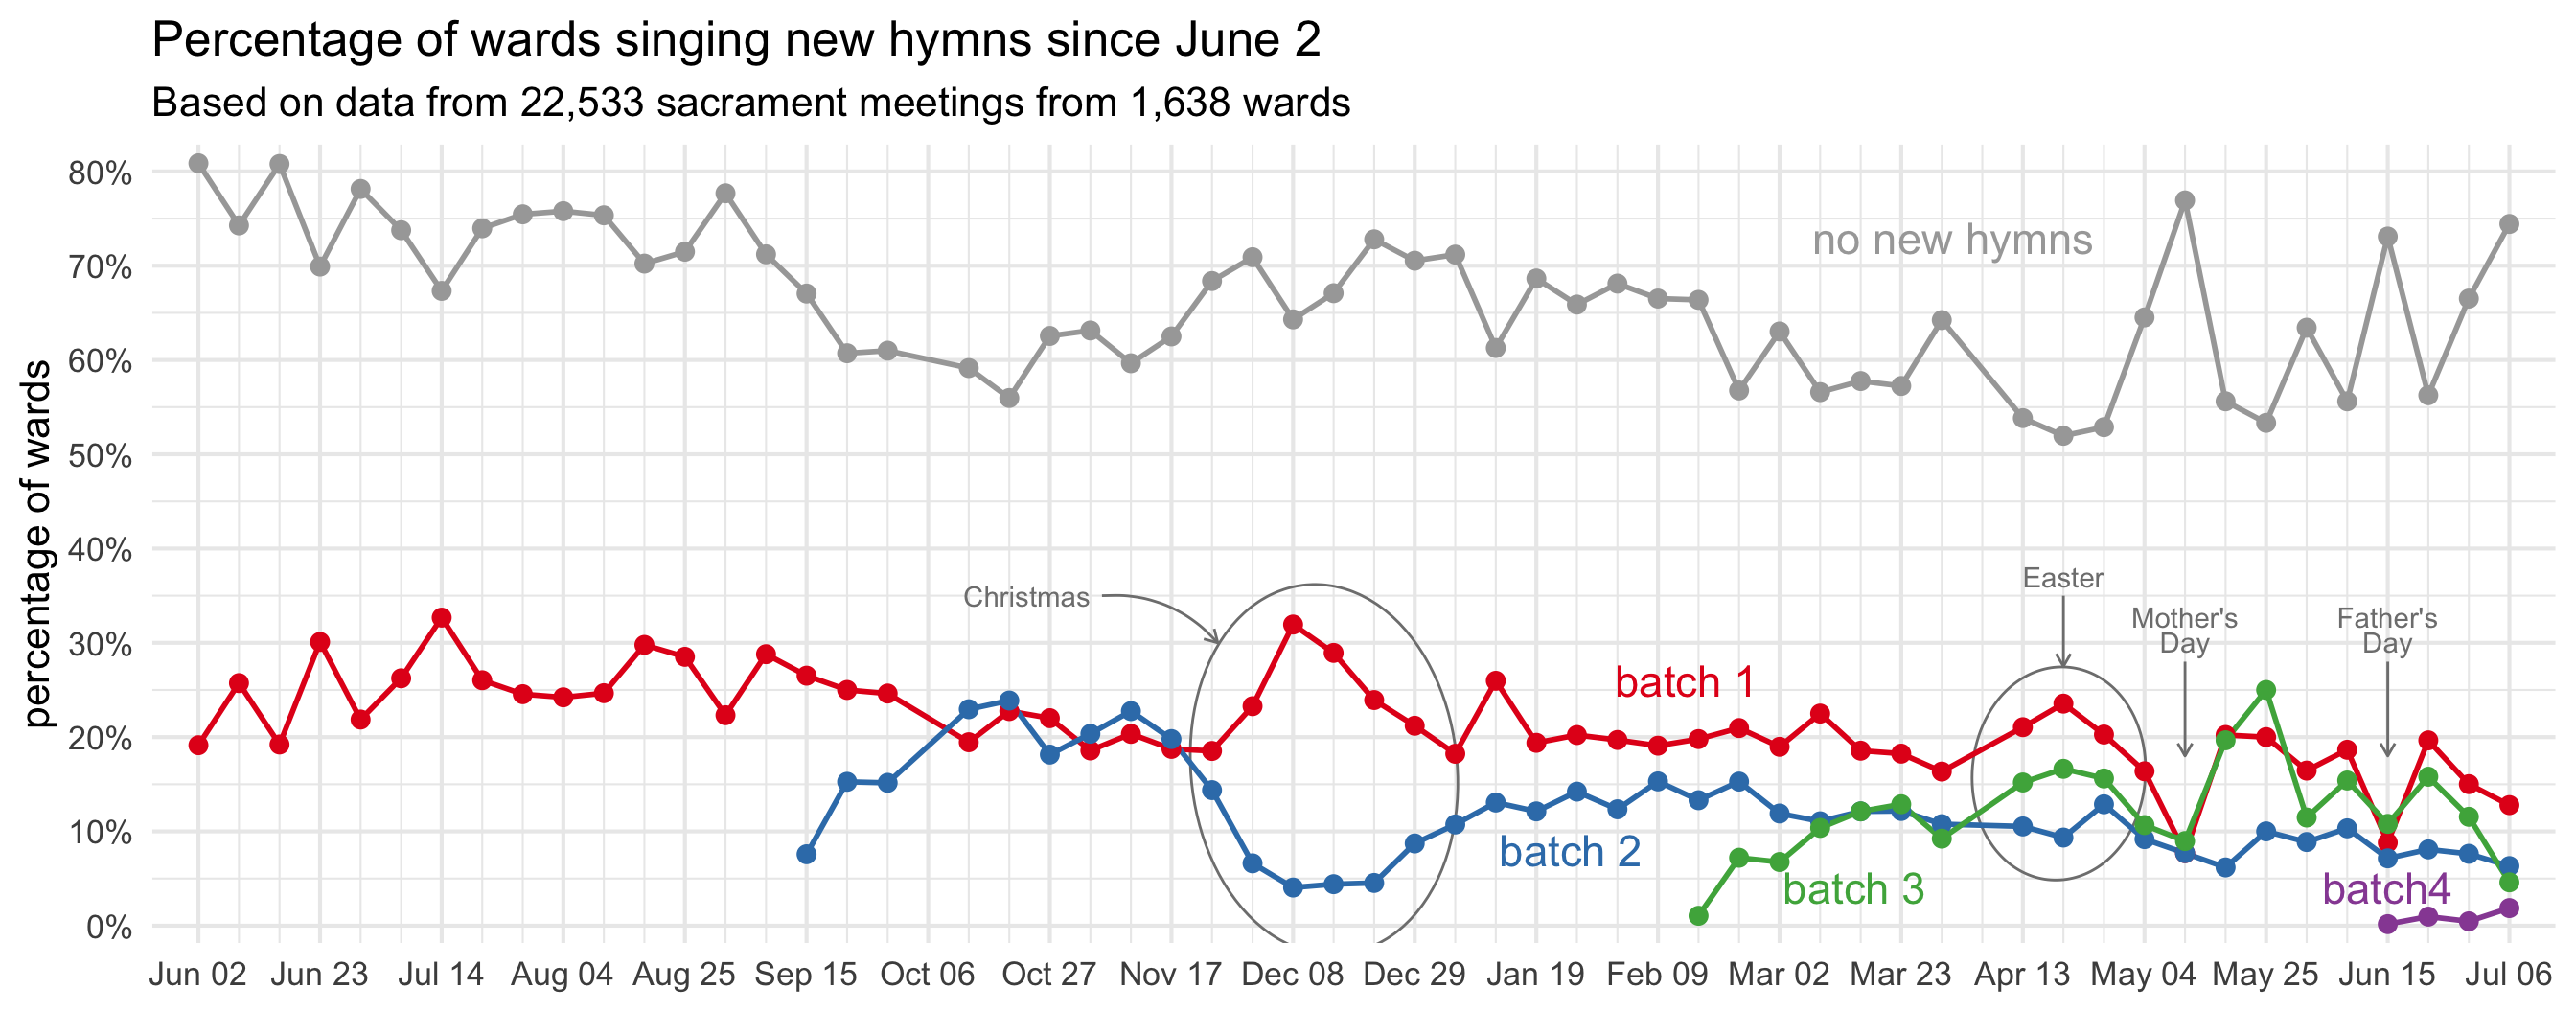 Percentage of wards singing new hymns since June 2
Based on data from 22,533 sacrament meetings from 1,638 wards
percentage of wards
80%
70%
60%
50%
40%
30%
20%
10%
0%
no new hymns
Christmas
Easter
Mother's
Day
Father's
Day
batch 1
batch 2
batch 3
batch4
Jun 02 Jun 23 Jul 14 Aug 04 Aug 25 Sep 15 Oct 06 Oct 27 Nov 17 Dec 08 Dec 29 Jan 19 Feb 09 Mar 02 Mar 23 Apr 13 May 04 May 25 Jun 15 Jul 06